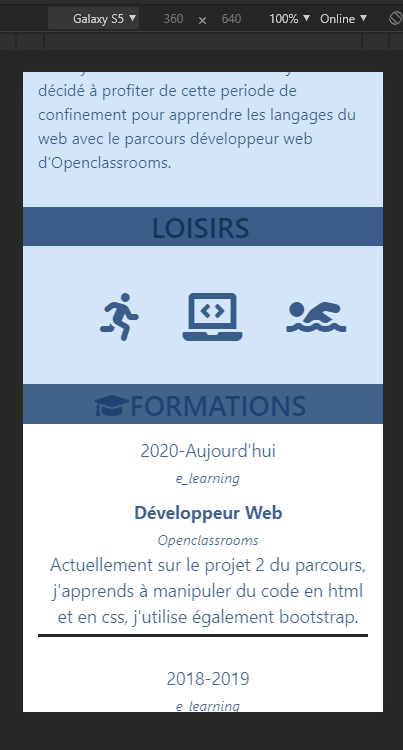 Galaxy S5 ▼ 360 × 640 100% ▼ Online ▼
décidé à profiter de cette periode de
confinement pour apprendre les langages du
web avec le parcours développeur web
d'Openclassrooms.
LOISIRS
FORMATIONS
2020-Aujourd'hui
e_learning
Développeur Web
Openclassrooms
Actuellement sur le projet 2 du parcours,
j'apprends à manipuler du code en html
et en css, j'utilise également bootstrap.
2018-2019
e_learning